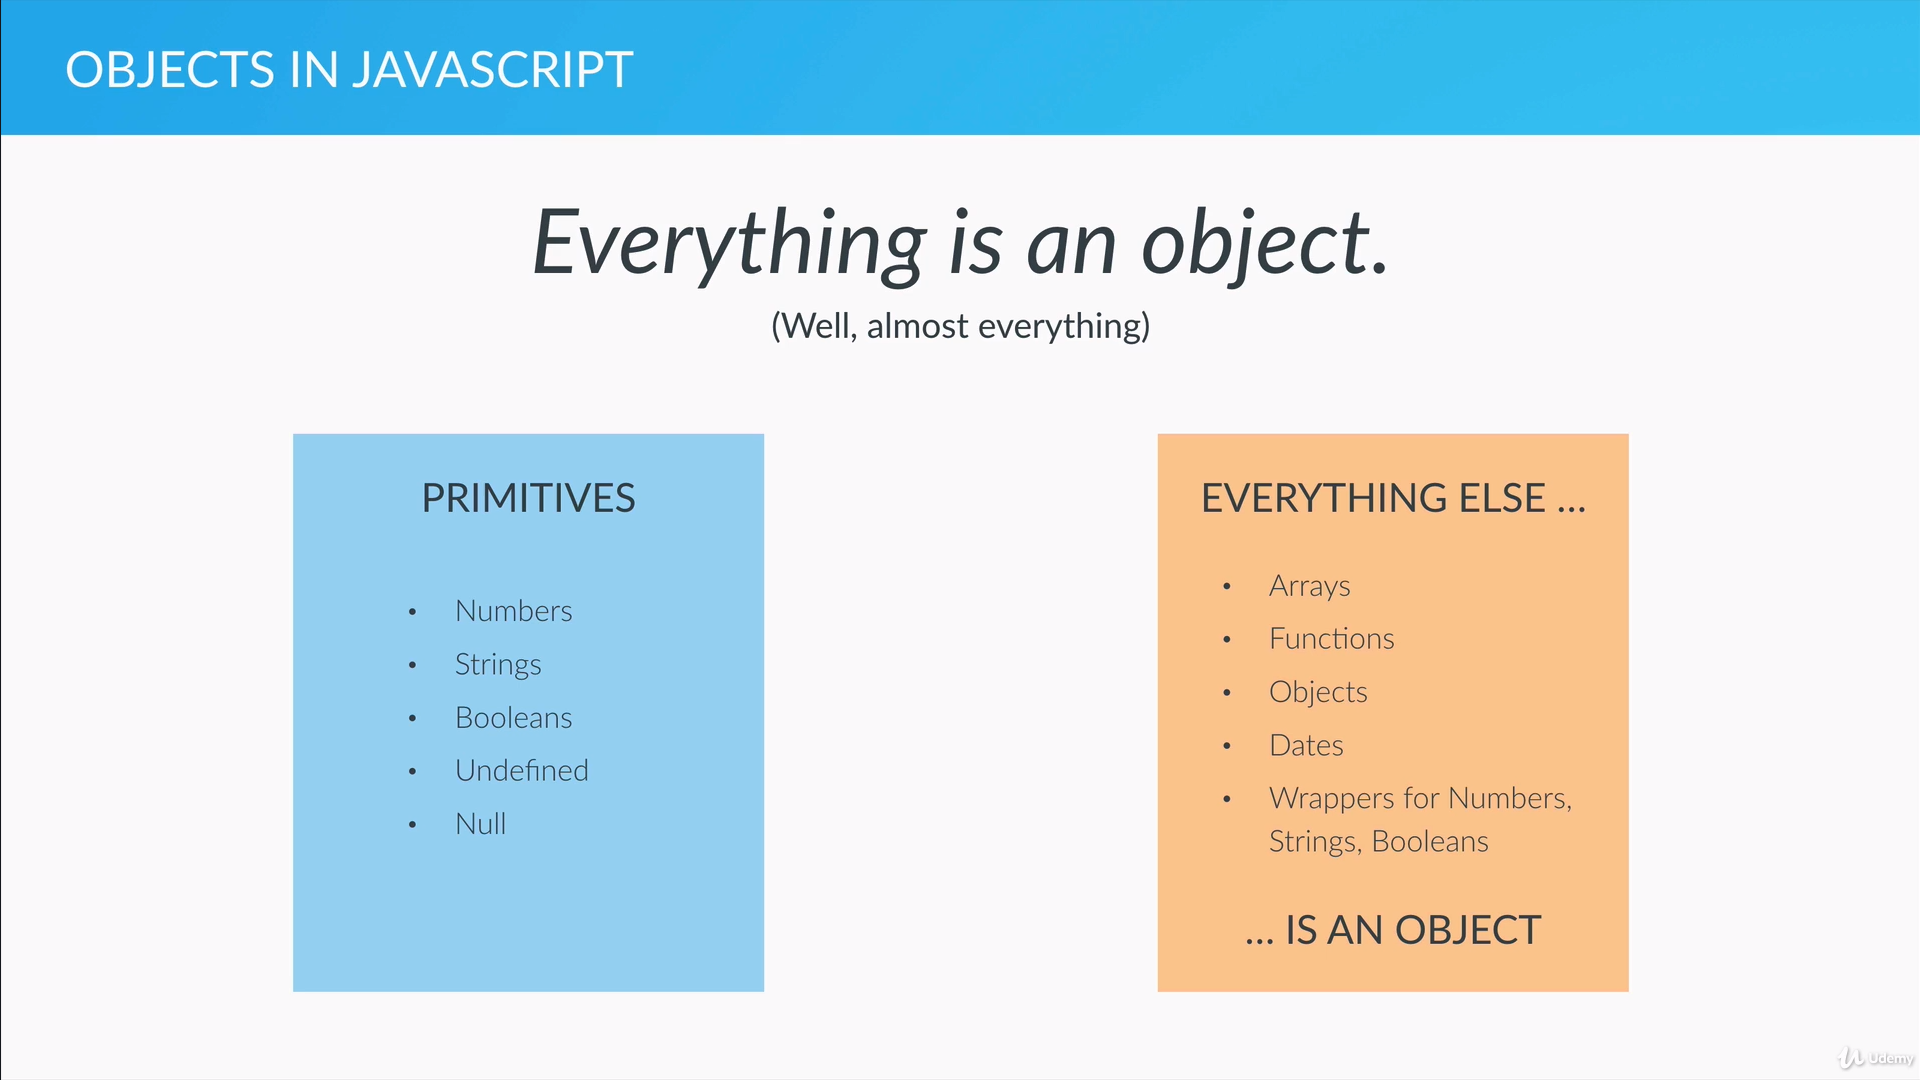 OBJECTS IN JAVASCRIPT
Everything is an object.
(Well, almost everything)
PRIMITIVES
• Numbers
• Strings
• Booleans
• Undefined
• Null
EVERYTHING ELSE ...
• Arrays
• Functions
• Objects
• Dates
• Wrappers for Numbers,
Strings, Booleans
... IS AN OBJECT
Udemy